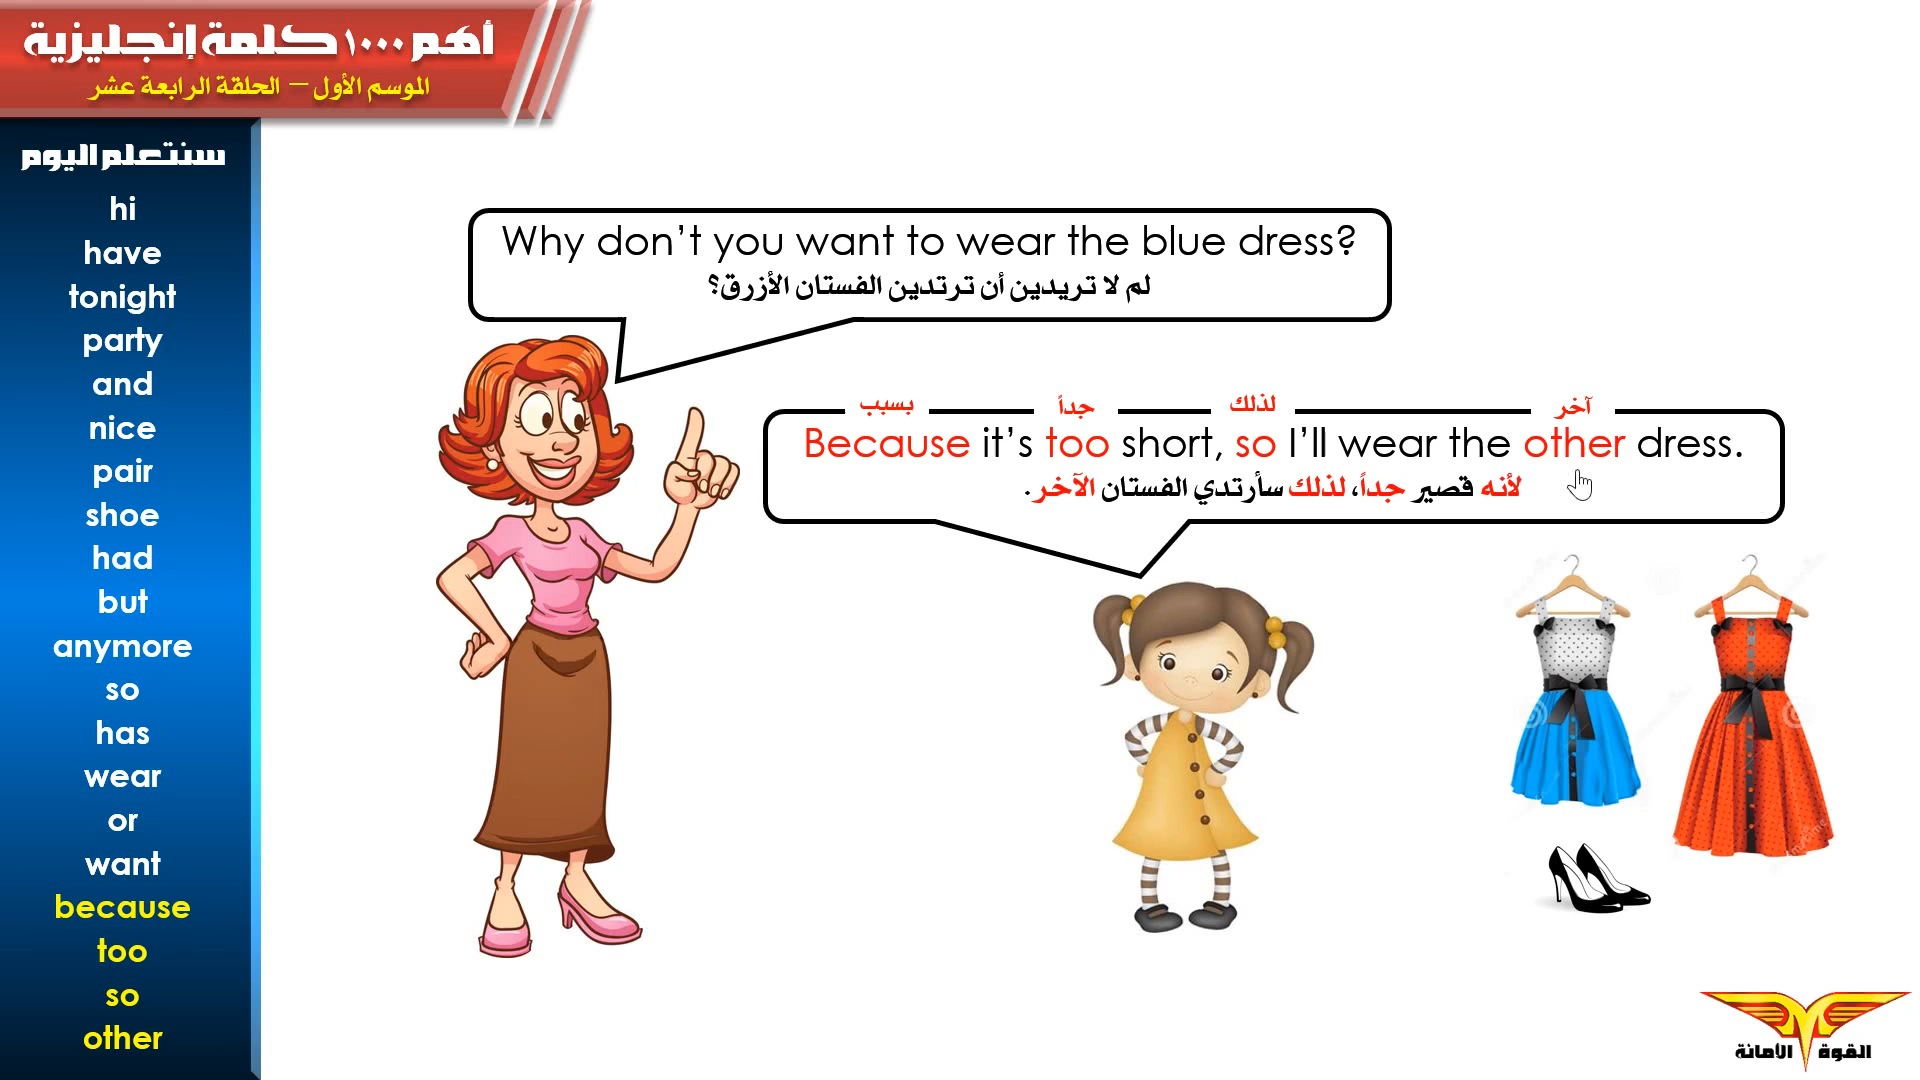 أهم ١٠٠٠ كلمة إنجليزية
الموسم الأول – الحلقة الرابعة عشر
سنتعلم اليوم
hi
have
tonight
party
and
nice
pair
shoe
had
but
anymore
so
has
wear
or
want
because
too
so
other
Why don't you want to wear the blue dress?
لم لا تريدين أن ترتدين الفستان الأزرق؟
بسبب جداً لذلك آخر
Because it's too short, so I'll wear the other dress.
لأنه قصير جداً، لذلك سأرتدي الفستان الآخر.
القوة الأمانة